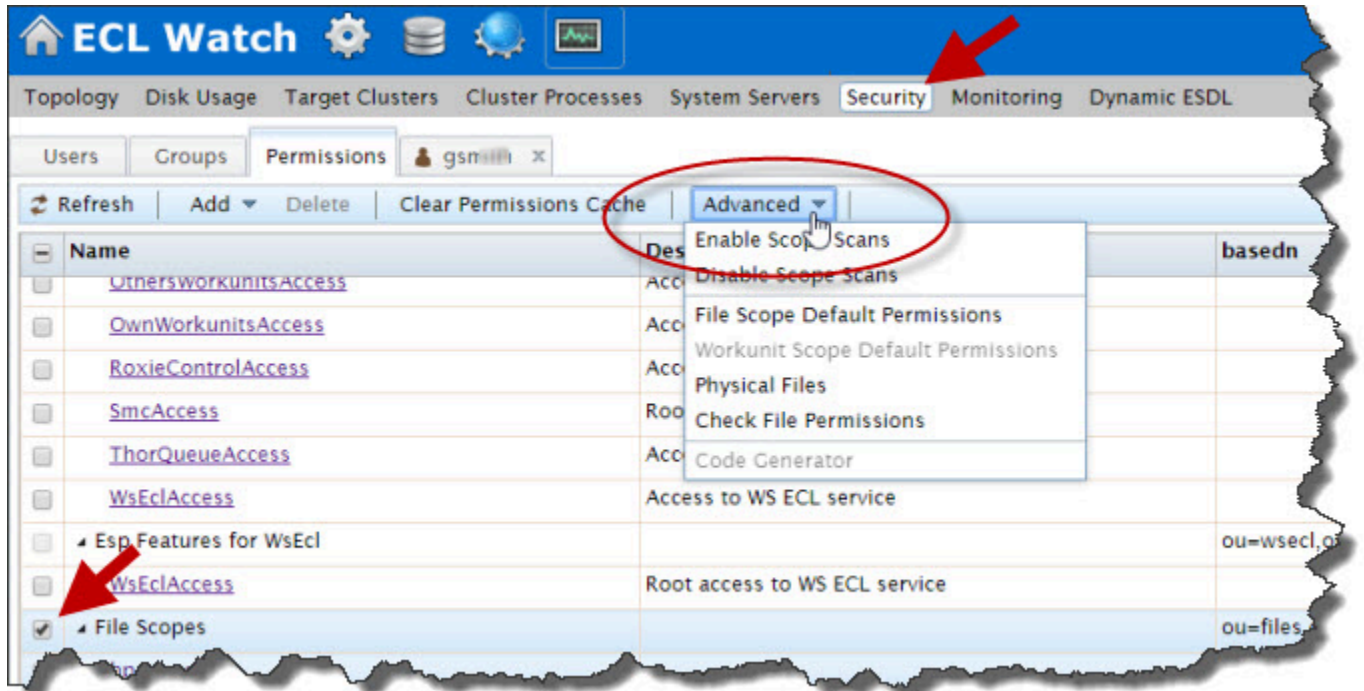 ECL Watch
Topology Disk Usage Target Clusters Cluster Processes System Servers Security Monitoring Dynamic ESDL
Users Groups Permissions
Refresh Add Delete Clear Permissions Cache Advanced
Name basedn
Enable Scope Scans
OthersWorkunitsAccess Disable Scope Scans
OwnWorkunitsAccess File Scope Default Permissions
Workunit Scope Default Permissions
RoxieControlAccess Physical Files
SmcAccess Check File Permissions
ThorQueueAccess Code Generator
WsEclAccess Access to WS ECL service
Esp Features for WsEcl ou=wsecl,o
WsEclAccess Root access to WS ECL service
File Scopes ou=files,